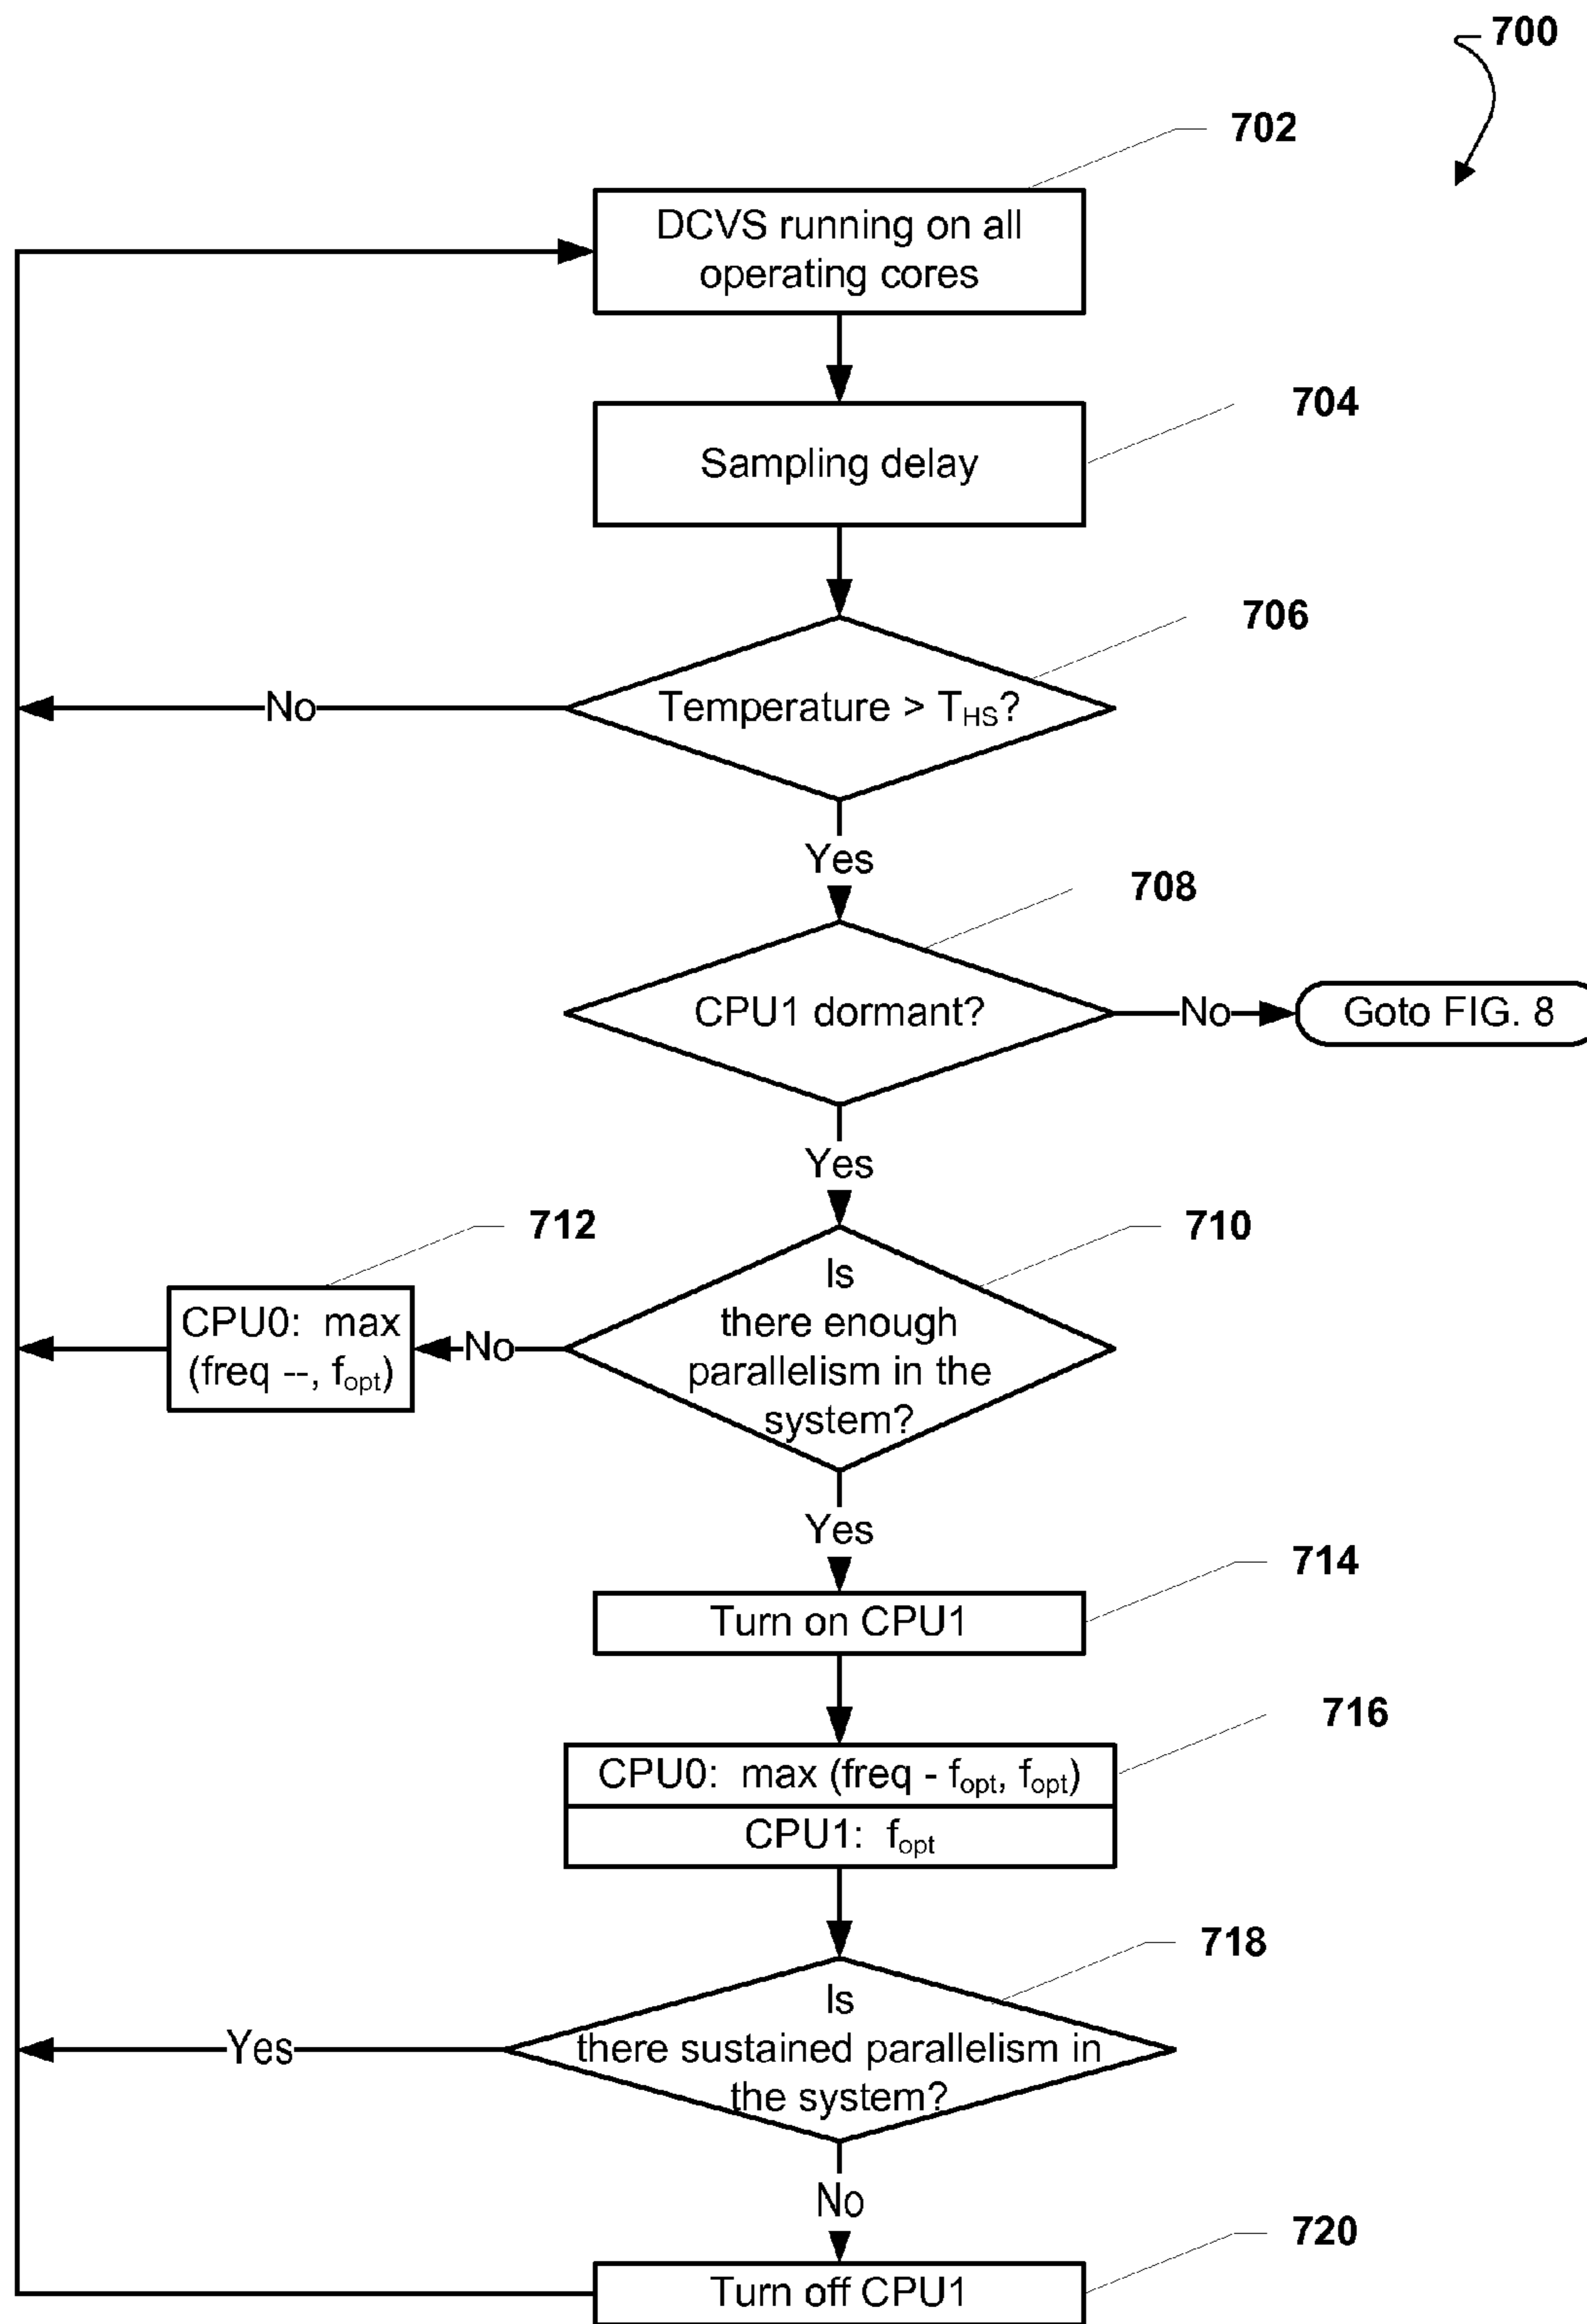 700
702
DCVS running on all
operating cores
704
Sampling delay
706
No
Temperature > THS?
Yes
708
CPU1 dormant?
No
Goto FIG. 8
Yes
712
710
CPU0: max
(freq --, fopt)
No
Is
there enough
parallelism in the
system?
Yes
714
Turn on CPU1
716
CPU0: max (freq - fopt, fopt)
CPU1: fopt
718
Yes
Is
there sustained parallelism in
the system?
No
720
Turn off CPU1